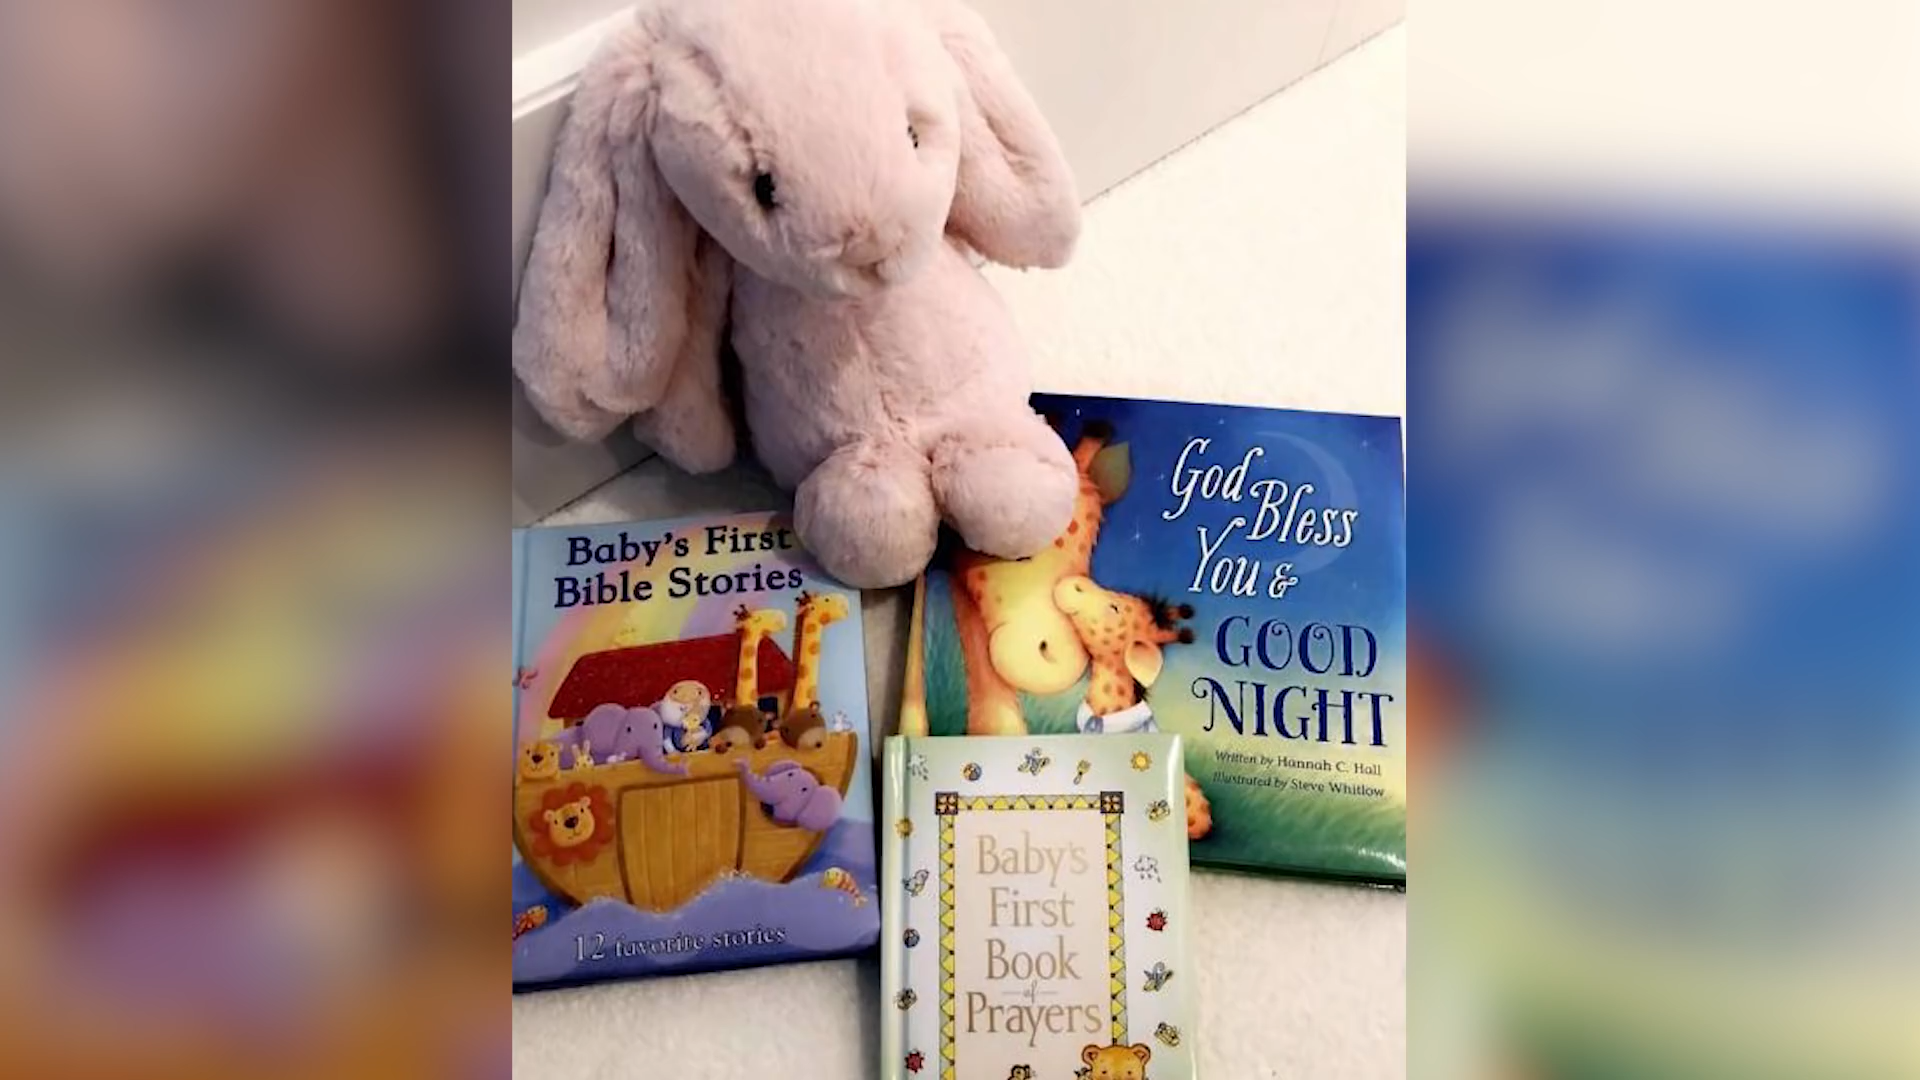 Baby's First
Bible Stories
12 favorite stories
God Bless
You &
GOOD
NIGHT
Written by Hannah C. Hall
Illustrated by Steve Whitlow
Baby's
First
Book
of
Prayers